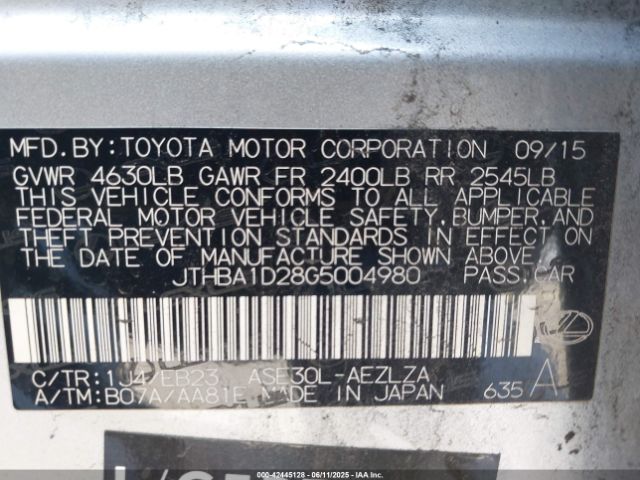 MFD.BY:TOYOTA MOTOR CORPORATION 09/15
GVWR 4630LB GAWR FR 2400LB RR 2545LB
THIS VEHICLE CONFORMS TO ALL APPLICABLE
FEDERAL MOTOR VEHICLE SAFETY, BUMPER, AND
THEFT PREVENTION STANDARDS IN EFFECT ON
THE DATE OF MANUFACTURE SHOWN ABOVE.
JTHBA1D28G5004980 PASS.CAR
C/TR:1J4/EB23 ASE30L-AEZLZA
A/TM:B07A/AA81E MADE IN JAPAN 635 A
000-42445128 - 06/11/2025 - IAAI.COM